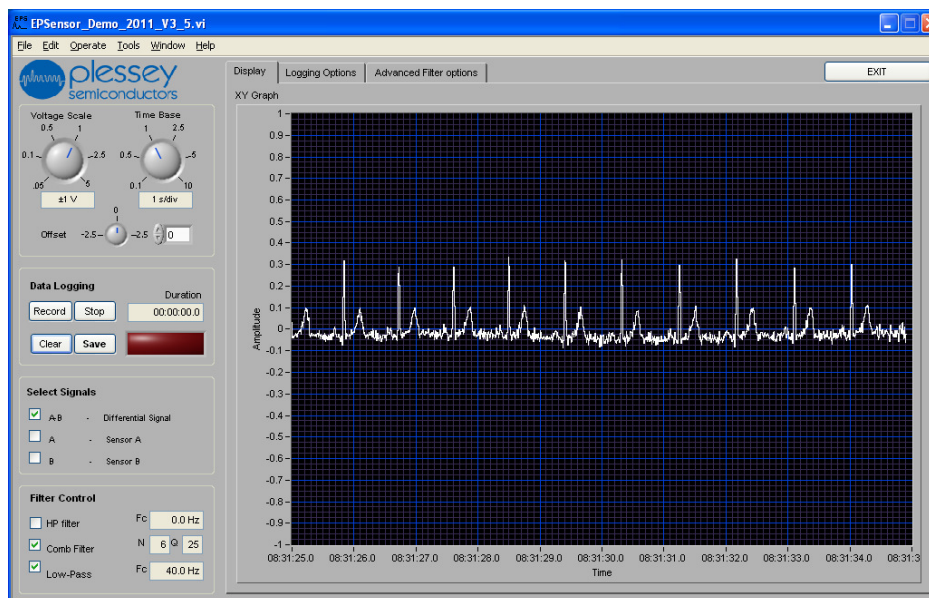 EPS EPSensor_Demo_2011_V3_5.vi
File Edit Operate Tools Window Help
plessey
semiconductors
Display Logging Options Advanced Filter options EXIT
XY Graph
Voltage Scale Time Base
0.5 1 1 2.5
0.1 2.5 0.5 5
.05 5 0.1 10
±1 V 1 s/div
0
Offset -2.5 2.5 0
Data Logging
Duration
Record Stop 00:00:00.0
Clear Save
Select Signals
A-B - Differential Signal
A - Sensor A
B - Sensor B
Filter Control
HP filter Fc 0.0 Hz
Comb Filter N 6 Q 25
Low-Pass Fc 40.0 Hz
Amplitude
1
0.9
0.8
0.7
0.6
0.5
0.4
0.3
0.2
0.1
0
-0.1
-0.2
-0.3
-0.4
-0.5
-0.6
-0.7
-0.8
-0.9
-1
08:31:25.0 08:31:26.0 08:31:27.0 08:31:28.0 08:31:29.0 08:31:30.0 08:31:31.0 08:31:32.0 08:31:33.0 08:31:34.0 08:31:3
Time